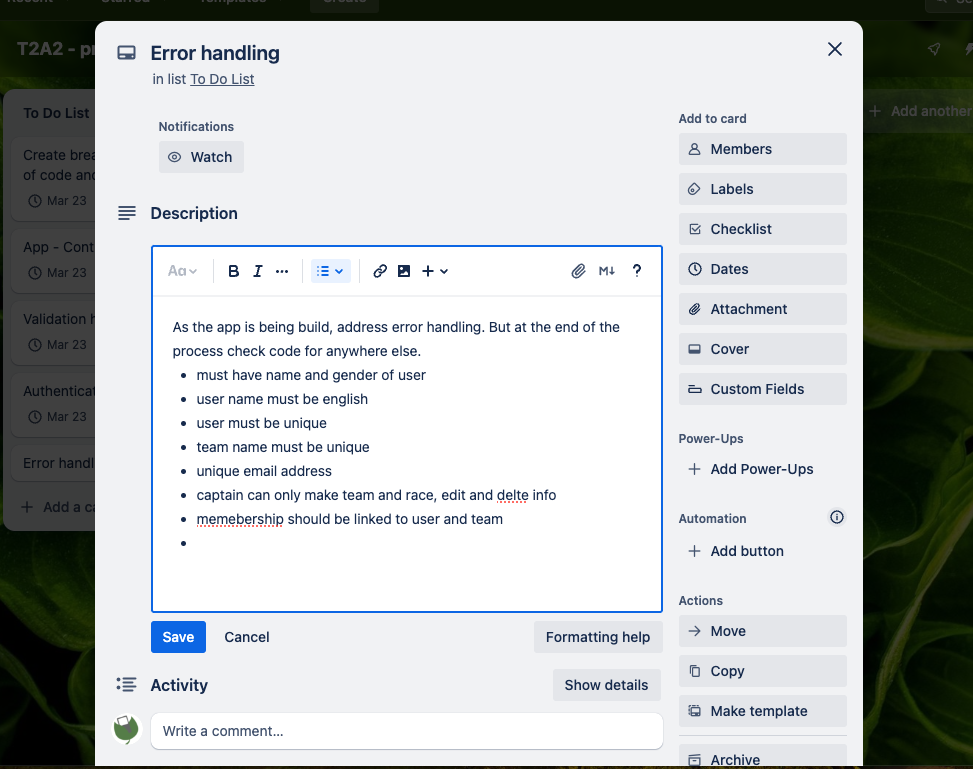 Recent
Starred
Templates
Create
T2A2 - pr
To Do List
Add another
Create brea
of code and
Mar 23
App - Cont
Mar 23
Validation h
Mar 23
Authenticat
Mar 23
Error handl
Add a ca
Error handling
in list To Do List
Notifications
Watch
Description
Aa
B I •••
M↓ ?
As the app is being build, address error handling. But at the end of the
process check code for anywhere else.
• must have name and gender of user
• user name must be english
• user must be unique
• team name must be unique
• unique email address
• captain can only make team and race, edit and delte info
• memebership should be linked to user and team
•
Save
Cancel
Formatting help
Activity
Show details
Write a comment…
Add to card
Members
Labels
Checklist
Dates
Attachment
Cover
Custom Fields
Power-Ups
Add Power-Ups
Automation
Add button
Actions
Move
Copy
Make template
Archive